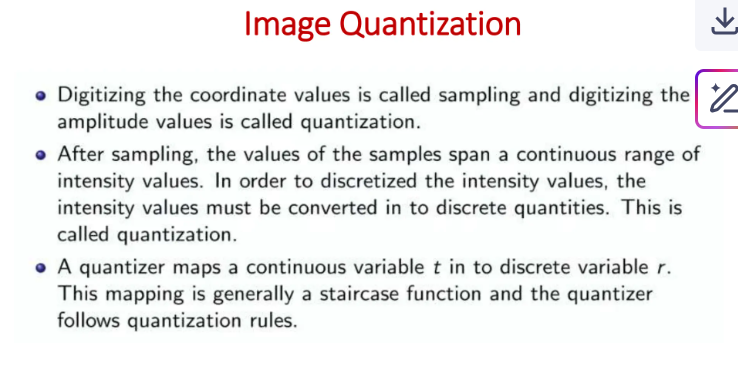 Image Quantization
• Digitizing the coordinate values is called sampling and digitizing the
amplitude values is called quantization.
• After sampling, the values of the samples span a continuous range of
intensity values. In order to discretized the intensity values, the
intensity values must be converted in to discrete quantities. This is
called quantization.
• A quantizer maps a continuous variable t in to discrete variable r.
This mapping is generally a staircase function and the quantizer
follows quantization rules.